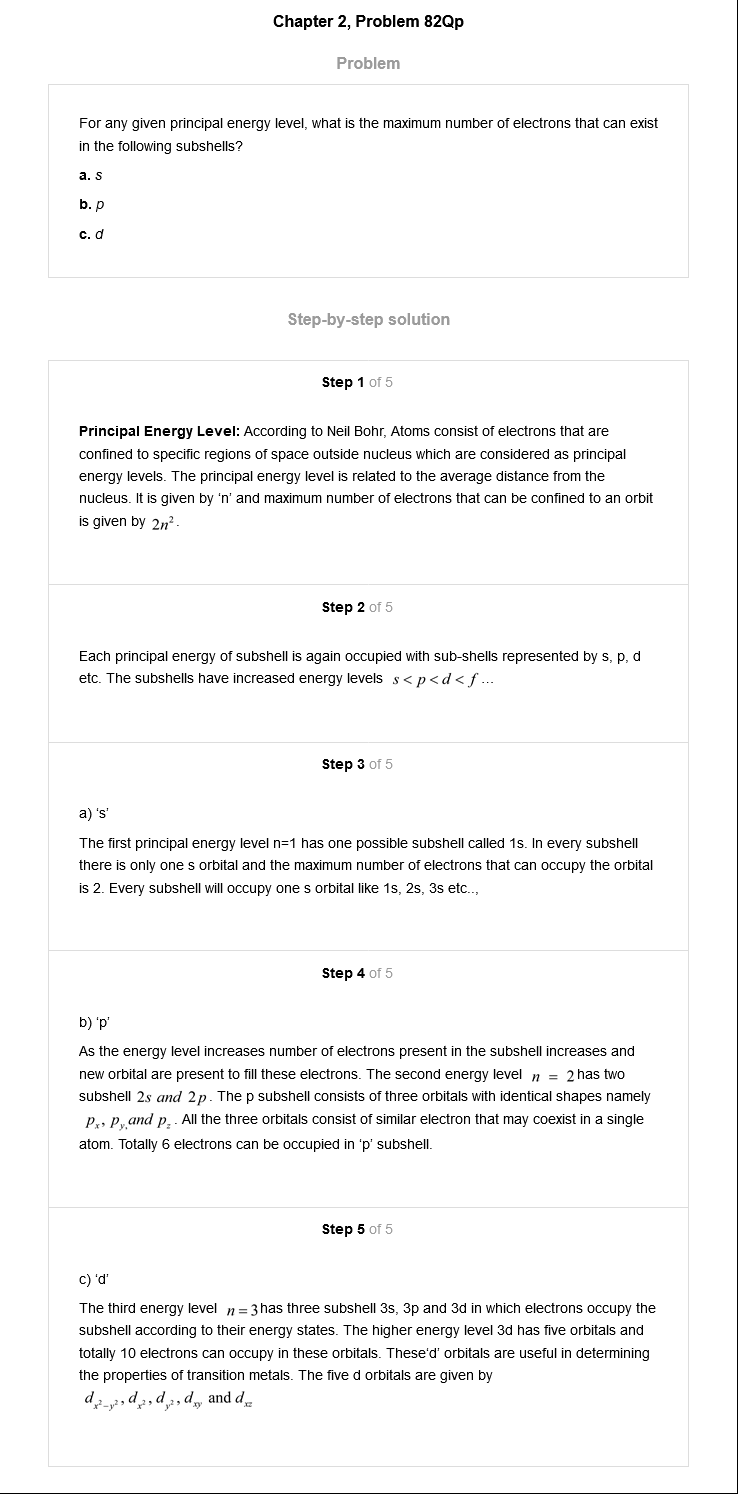 Chapter 2, Problem 82Qp
Problem
For any given principal energy level, what is the maximum number of electrons that can exist
in the following subshells?
a. s
b. p
c. d
Step-by-step solution
Step 1 of 5
Principal Energy Level: According to Neil Bohr, Atoms consist of electrons that are
confined to specific regions of space outside nucleus which are considered as principal
energy levels. The principal energy level is related to the average distance from the
nucleus. It is given by ‘n’ and maximum number of electrons that can be confined to an orbit
is given by 2n².
Step 2 of 5
Each principal energy of subshell is again occupied with sub-shells represented by s, p, d
etc. The subshells have increased energy levels s < p < d < f ...
Step 3 of 5
a) ‘s’
The first principal energy level n=1 has one possible subshell called 1s. In every subshell
there is only one s orbital and the maximum number of electrons that can occupy the orbital
is 2. Every subshell will occupy one s orbital like 1s, 2s, 3s etc..,
Step 4 of 5
b) ‘p’
As the energy level increases number of electrons present in the subshell increases and
new orbital are present to fill these electrons. The second energy level n = 2 has two
subshell 2s and 2p. The p subshell consists of three orbitals with identical shapes namely
p_x, p_y, and p_z. All the three orbitals consist of similar electron that may coexist in a single
atom. Totally 6 electrons can be occupied in ‘p’ subshell.
Step 5 of 5
c) ‘d’
The third energy level n = 3 has three subshell 3s, 3p and 3d in which electrons occupy the
subshell according to their energy states. The higher energy level 3d has five orbitals and
totally 10 electrons can occupy in these orbitals. These‘d’ orbitals are useful in determining
the properties of transition metals. The five d orbitals are given by
d_{x²-y²}, d_{x²}, d_{y²}, d_{xy} and d_{xz}